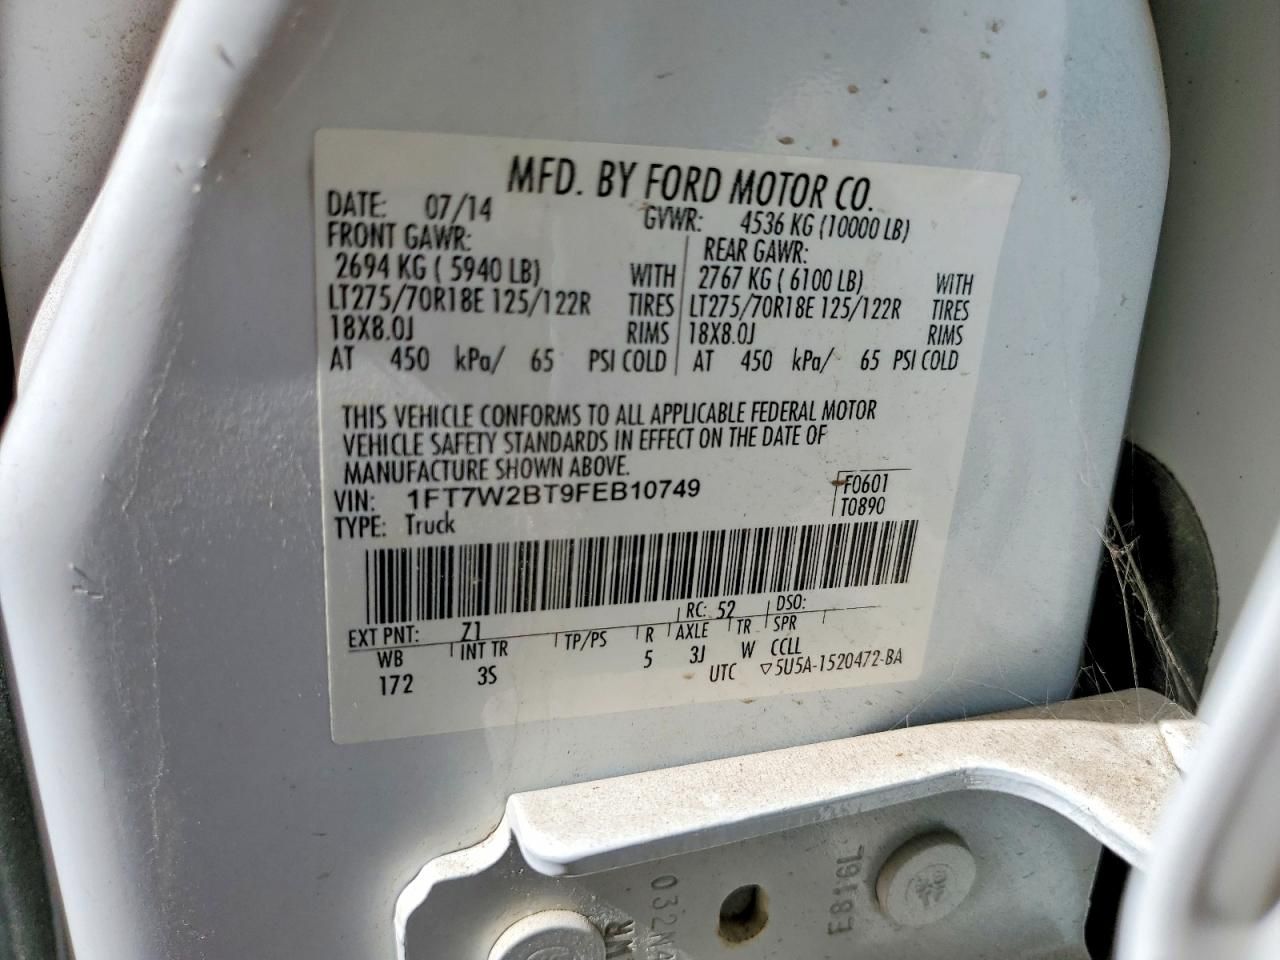 MFD. BY FORD MOTOR CO.
DATE: 07/14 GVWR: 4536 KG (10000 LB)
FRONT GAWR: REAR GAWR:
2694 KG ( 5940 LB) WITH 2767 KG ( 6100 LB) WITH
LT275/70R18E 125/122R TIRES LT275/70R18E 125/122R TIRES
18X8.0J RIMS 18X8.0J RIMS
AT 450 kPa/ 65 PSI COLD AT 450 kPa/ 65 PSI COLD
THIS VEHICLE CONFORMS TO ALL APPLICABLE FEDERAL MOTOR
VEHICLE SAFETY STANDARDS IN EFFECT ON THE DATE OF
MANUFACTURE SHOWN ABOVE.
VIN: 1FT7W2BT9FEB10749 F0601
TYPE: Truck T0890
EXT PNT: Z1 RC: 52 DSO:
WB INT TR TP/PS R AXLE TR SPR
172 3S 5 3J W CCLL
UTC ▽5U5A-1520472-BA
E816L